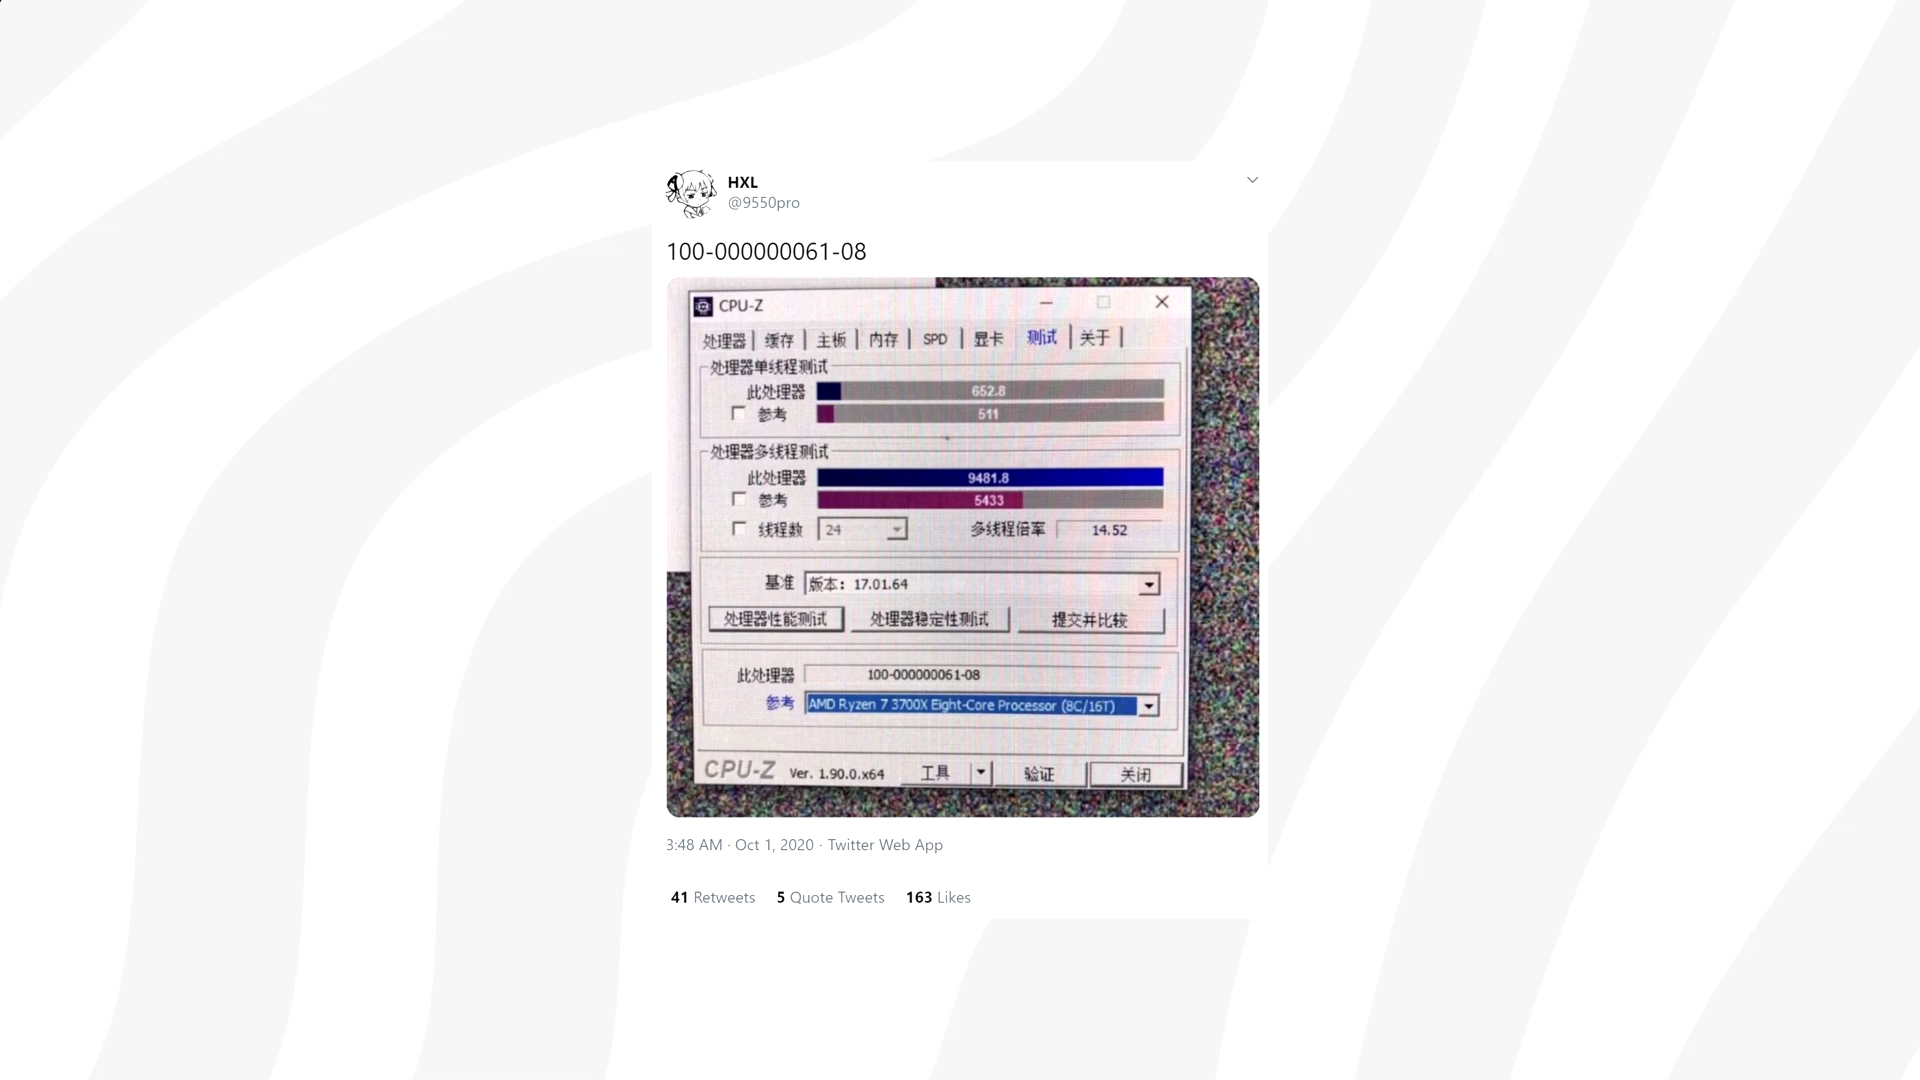 HXL
@9550pro
100-000000061-08
CPU-Z
处理器 缓存 主板 内存 SPD 显卡 测试 关于
处理器单线程测试
此处理器 652.8
参考 511
处理器多线程测试
此处理器 9481.8
参考 5433
线程数 24 多线程倍率 14.52
基准 版本: 17.01.64
处理器性能测试 处理器稳定性测试 提交并比较
此处理器 100-000000061-08
参考 AMD Ryzen 7 3700X Eight-Core Processor (8C/16T)
CPU-Z Ver. 1.90.0.x64 工具 验证 关闭
3:48 AM · Oct 1, 2020 · Twitter Web App
41 Retweets 5 Quote Tweets 163 Likes